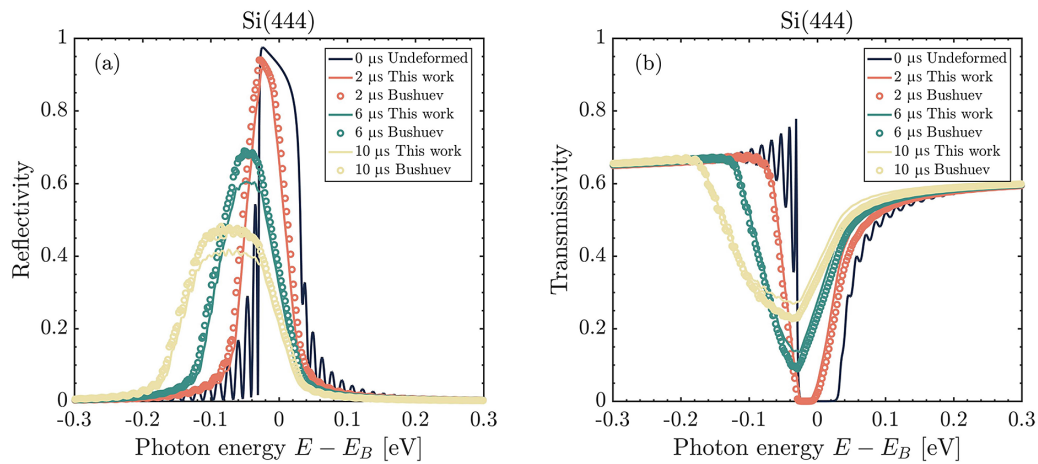 Si(444)
(a)
0 μs Undeformed
2 μs This work
2 μs Bushuev
6 μs This work
6 μs Bushuev
10 μs This work
10 μs Bushuev
1
0.8
0.6
0.4
0.2
0
Reflectivity
-0.3 -0.2 -0.1 0 0.1 0.2 0.3
Photon energy E − E_B [eV]
Si(444)
(b)
0 μs Undeformed
2 μs This work
2 μs Bushuev
6 μs This work
6 μs Bushuev
10 μs This work
10 μs Bushuev
1
0.8
0.6
0.4
0.2
0
Transmissivity
-0.3 -0.2 -0.1 0 0.1 0.2 0.3
Photon energy E − E_B [eV]